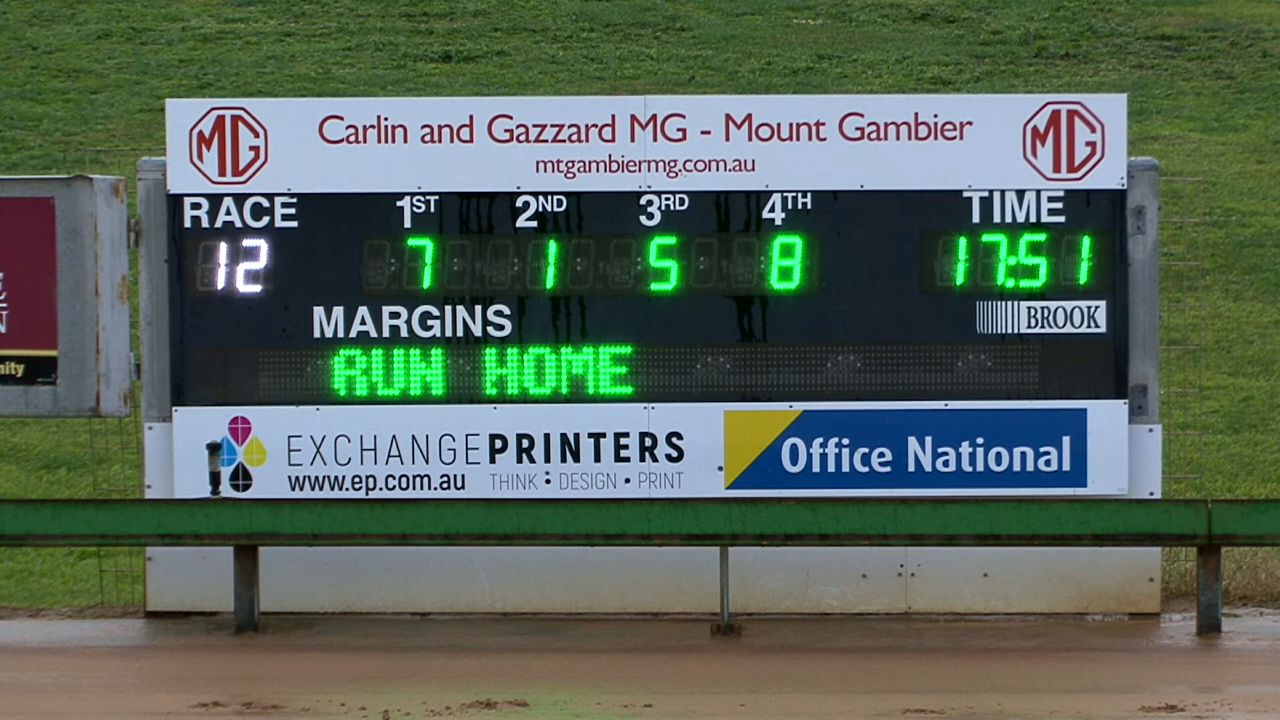 MG Carlin and Gazzard MG - Mount Gambier MG
mtgambiermg.com.au
RACE 1ST 2ND 3RD 4TH TIME
12 7 1 5 8 17:51
MARGINS
BROOK
RUN HOME
EXCHANGEPRINTERS
www.ep.com.au THINK : DESIGN • PRINT
Office National